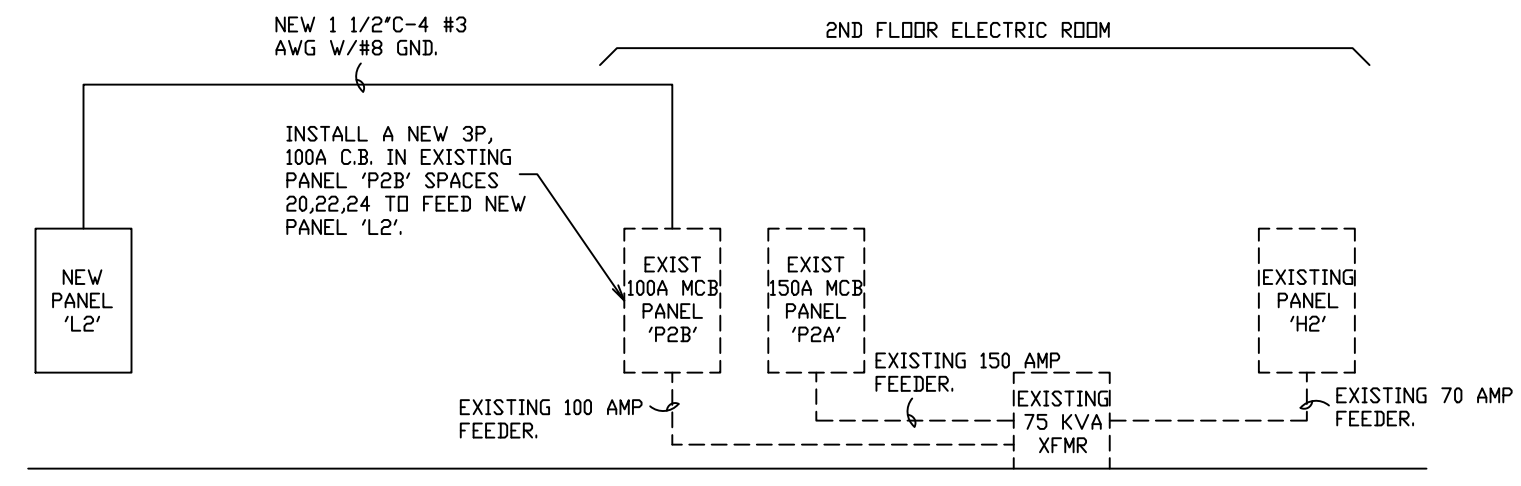 NEW 1 1/2"C-4 #3
AWG W/#8 GND.
2ND FLOOR ELECTRIC ROOM
INSTALL A NEW 3P,
100A C.B. IN EXISTING
PANEL 'P2B' SPACES
20,22,24 TO FEED NEW
PANEL 'L2'.
NEW
PANEL
'L2'
EXIST
100A MCB
PANEL
'P2B'
EXIST
150A MCB
PANEL
'P2A'
EXISTING
PANEL
'H2'
EXISTING 150 AMP
FEEDER.
EXISTING 100 AMP
FEEDER.
EXISTING
75 KVA
XFMR
EXISTING 70 AMP
FEEDER.